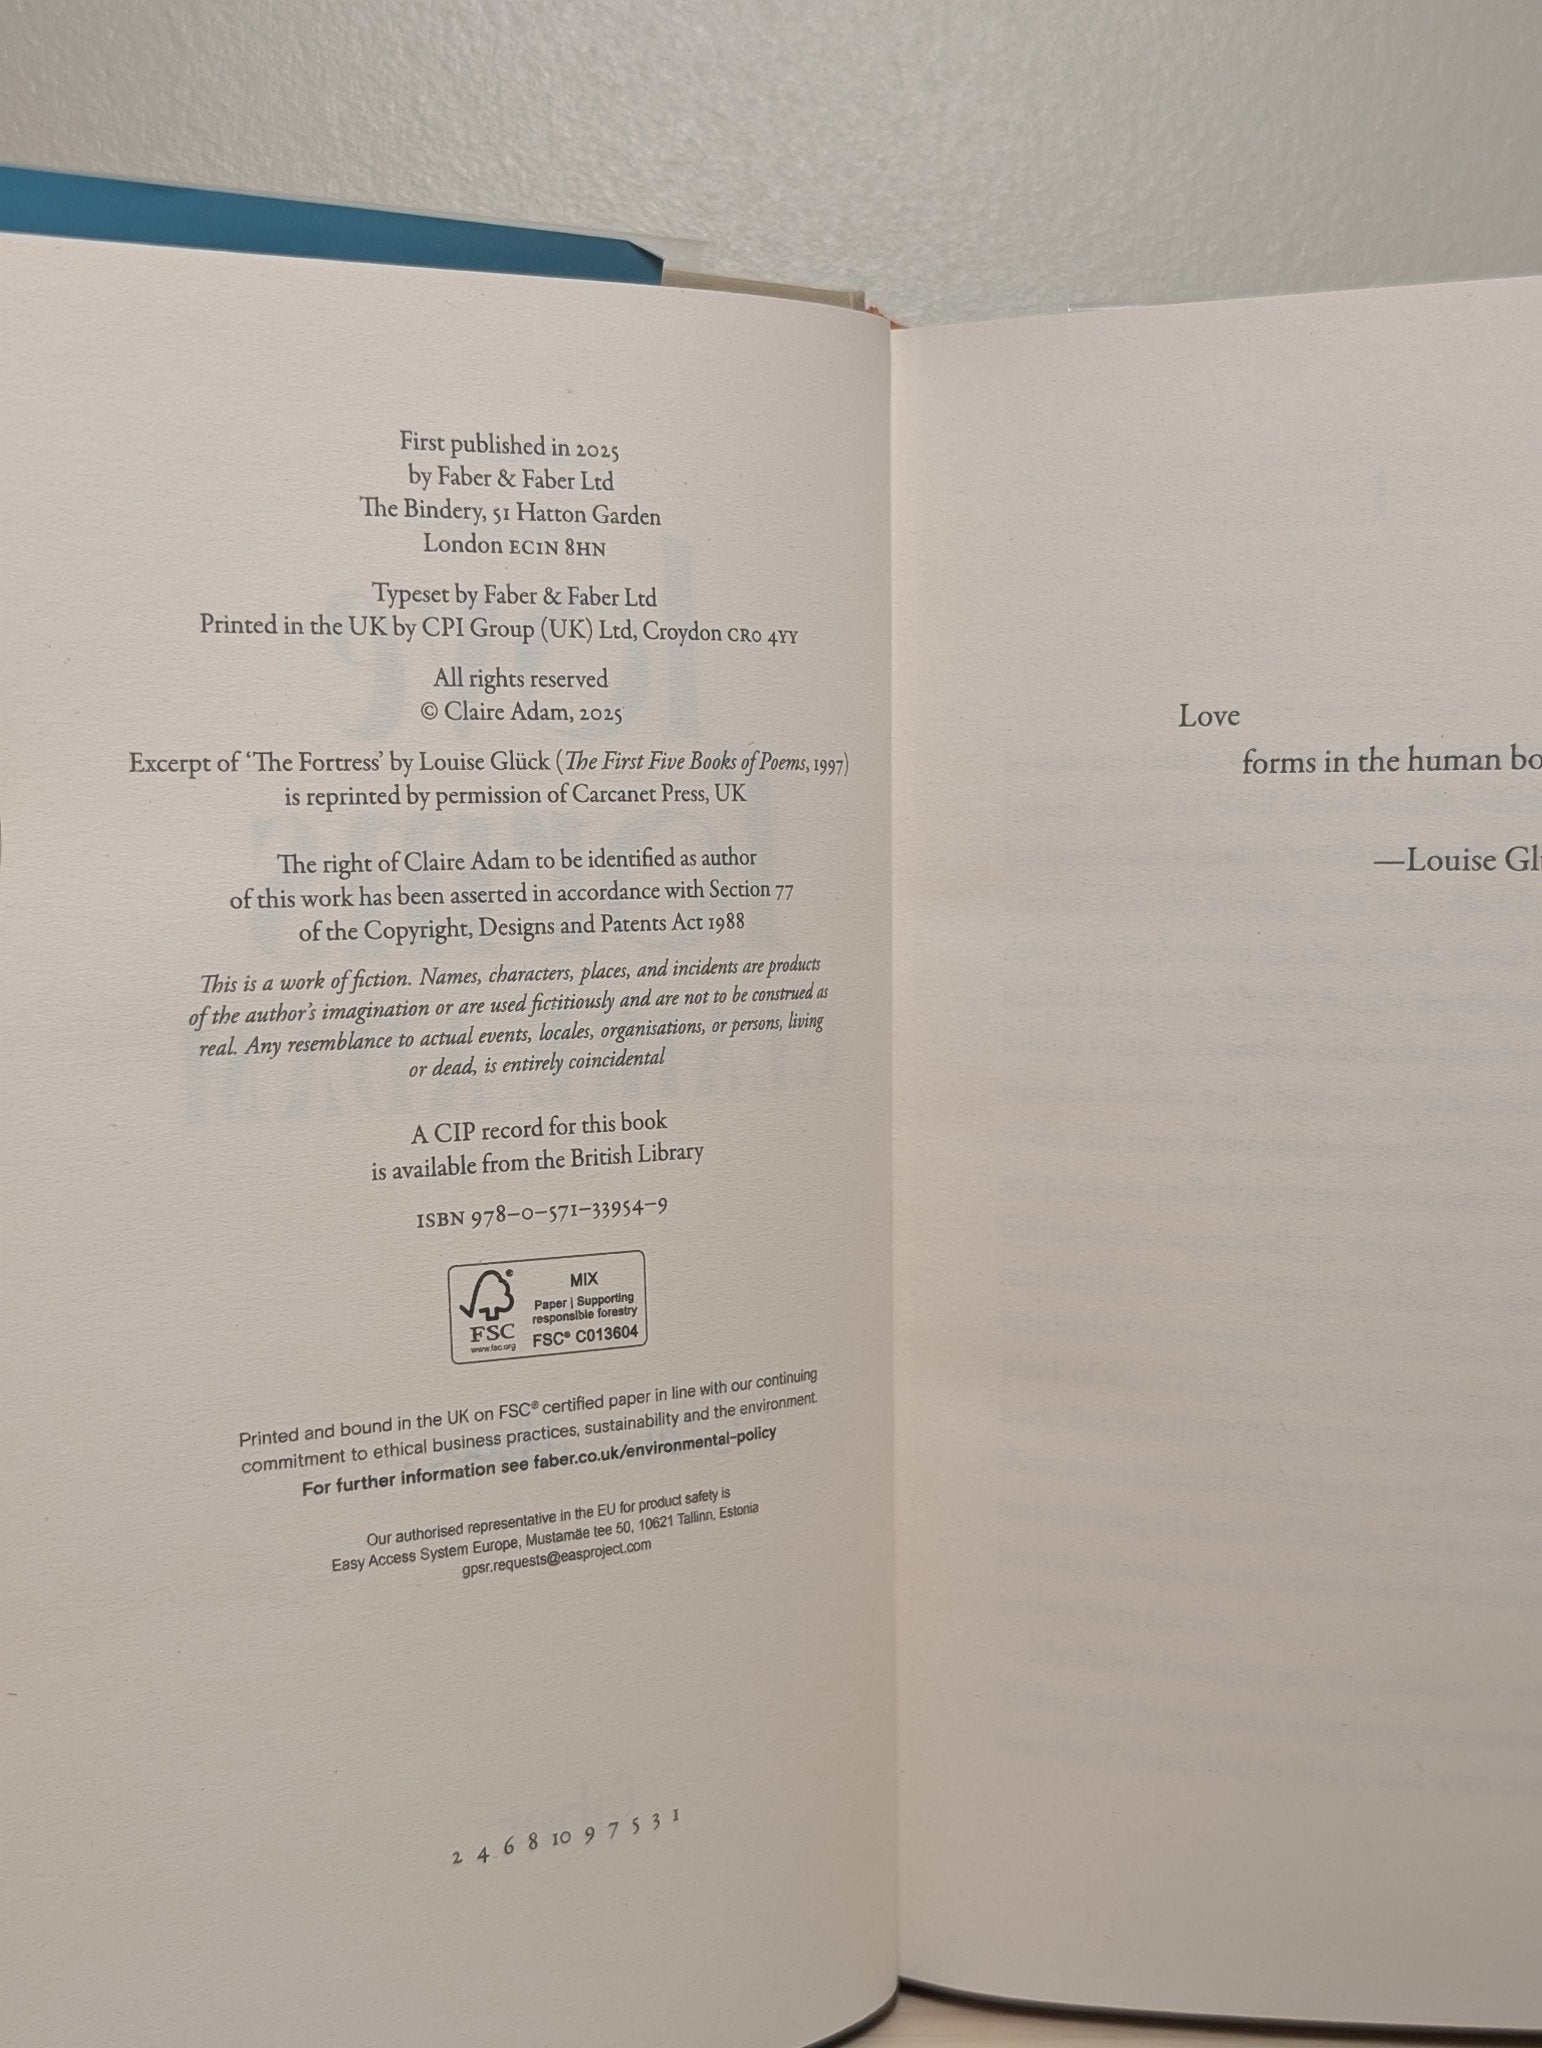 First published in 2025
by Faber & Faber Ltd
The Bindery, 51 Hatton Garden
London EC1N 8HN
Typeset by Faber & Faber Ltd
Printed in the UK by CPI Group (UK) Ltd, Croydon CR0 4YY
All rights reserved
© Claire Adam, 2025
Excerpt of ‘The Fortress’ by Louise Glück (The First Five Books of Poems, 1997)
is reprinted by permission of Carcanet Press, UK
The right of Claire Adam to be identified as author
of this work has been asserted in accordance with Section 77
of the Copyright, Designs and Patents Act 1988
This is a work of fiction. Names, characters, places, and incidents are products
of the author’s imagination or are used fictitiously and are not to be construed as
real. Any resemblance to actual events, locales, organisations, or persons, living
or dead, is entirely coincidental
A CIP record for this book
is available from the British Library
ISBN 978–0–571–33954–9
FSC®
www.fsc.org
MIX
Paper | Supporting
responsible forestry
FSC® C013604
Printed and bound in the UK on FSC® certified paper in line with our continuing
commitment to ethical business practices, sustainability and the environment.
For further information see faber.co.uk/environmental-policy
Our authorised representative in the EU for product safety is
Easy Access System Europe, Mustamäe tee 50, 10621 Tallinn, Estonia
gpsr.requests@easproject.com
2 4 6 8 10 9 7 5 3 1
Love
forms in the human bo
—Louise Gl